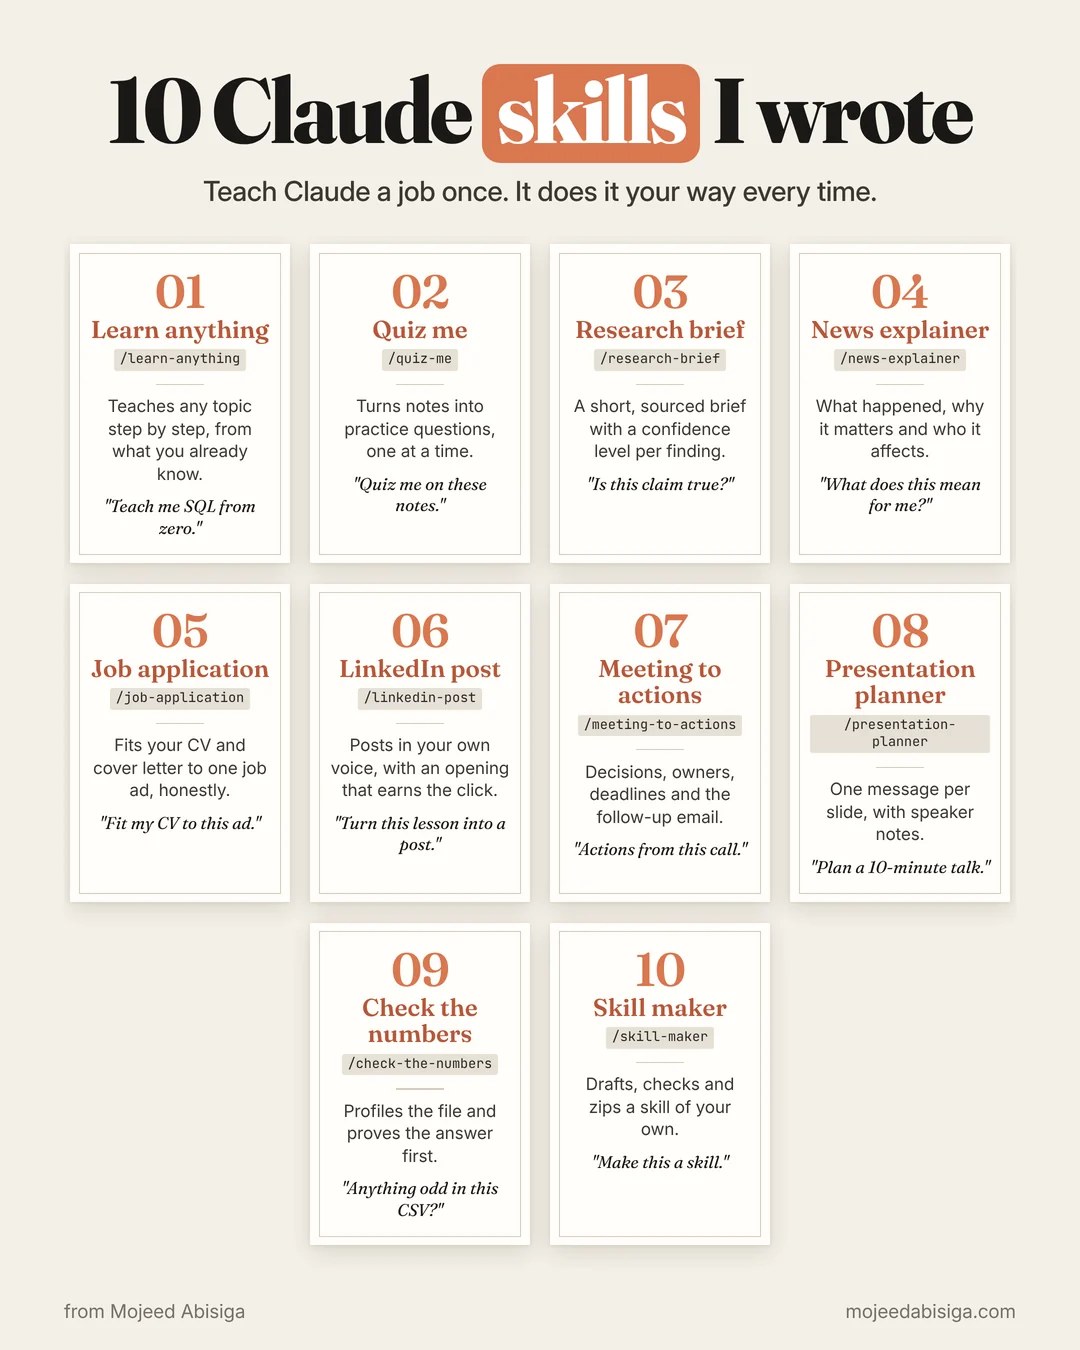 10 Claude skills I wrote
Teach Claude a job once. It does it your way every time.
01
Learn anything
/learn-anything
Teaches any topic
step by step, from
what you already
know.
"Teach me SQL from
zero."
02
Quiz me
/quiz-me
Turns notes into
practice questions,
one at a time.
"Quiz me on these
notes."
03
Research brief
/research-brief
A short, sourced brief
with a confidence
level per finding.
"Is this claim true?"
04
News explainer
/news-explainer
What happened, why
it matters and who it
affects.
"What does this mean
for me?"
05
Job application
/job-application
Fits your CV and
cover letter to one job
ad, honestly.
"Fit my CV to this ad."
06
LinkedIn post
/linkedin-post
Posts in your own
voice, with an opening
that earns the click.
"Turn this lesson into a
post."
07
Meeting to
actions
/meeting-to-actions
Decisions, owners,
deadlines and the
follow-up email.
"Actions from this call."
08
Presentation
planner
/presentation-
planner
One message per
slide, with speaker
notes.
"Plan a 10-minute talk."
09
Check the
numbers
/check-the-numbers
Profiles the file and
proves the answer
first.
"Anything odd in this
CSV?"
10
Skill maker
/skill-maker
Drafts, checks and
zips a skill of your
own.
"Make this a skill."
from Mojeed Abisiga
mojeedabisiga.com